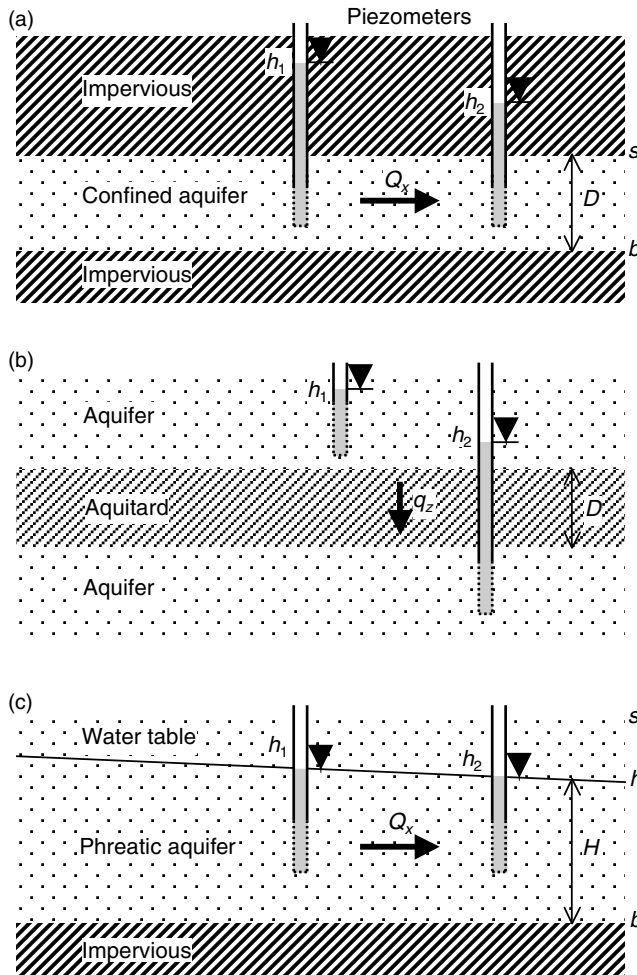 (a)
Piezometers
h1
Impervious
h2
s
Qx
Confined aquifer
D
b
Impervious
(b)
h1
Aquifer
h2
Aquitard
qz
D
Aquifer
(c)
s
Water table
h1
h2
h
Qx
Phreatic aquifer
H
b
Impervious